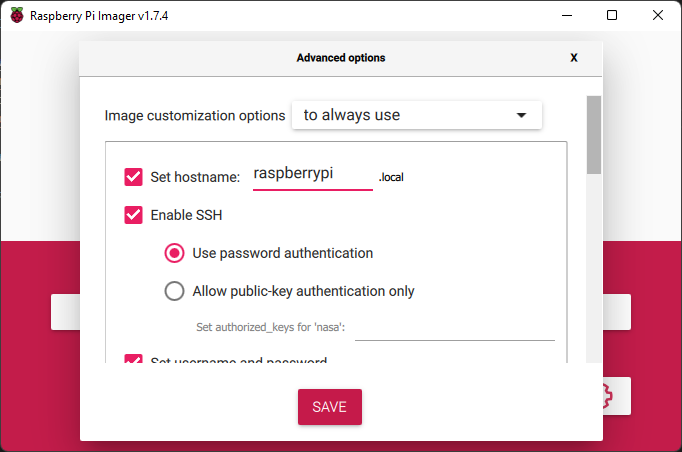 Raspberry Pi Imager v1.7.4
Advanced options
X
Image customization options to always use
Set hostname: raspberrypi .local
Enable SSH
Use password authentication
Allow public-key authentication only
Set authorized_keys for 'nasa':
Set username and password
SAVE